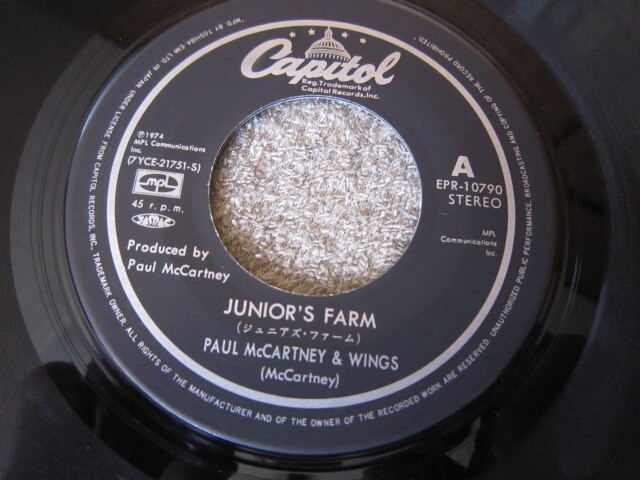 Capitol
Reg. Trademark of
Capitol Records, Inc.
℗1974
MPL Communications
Inc.
(7YCE-21751-S)
mpl
45 r.p.m.
JASRAC
Produced by
Paul McCartney
A
EPR-10790
STEREO
MPL
Communications
Inc.
JUNIOR'S FARM
(ジュニアズ・ファーム)
PAUL McCARTNEY & WINGS
(McCartney)
"MFD. BY TOSHIBA EMI LTD IN JAPAN, UNDER LICENSE FROM CAPITOL RECORDS, INC., TRADEMARK OWNER. ALL RIGHTS OF THE MANUFACTURER AND OF THE OWNER OF THE RECORDED WORK ARE RESERVED. UNAUTHORIZED PUBLIC PERFORMANCE, BROADCASTING AND COPYING OF THE RECORD PROHIBITED."